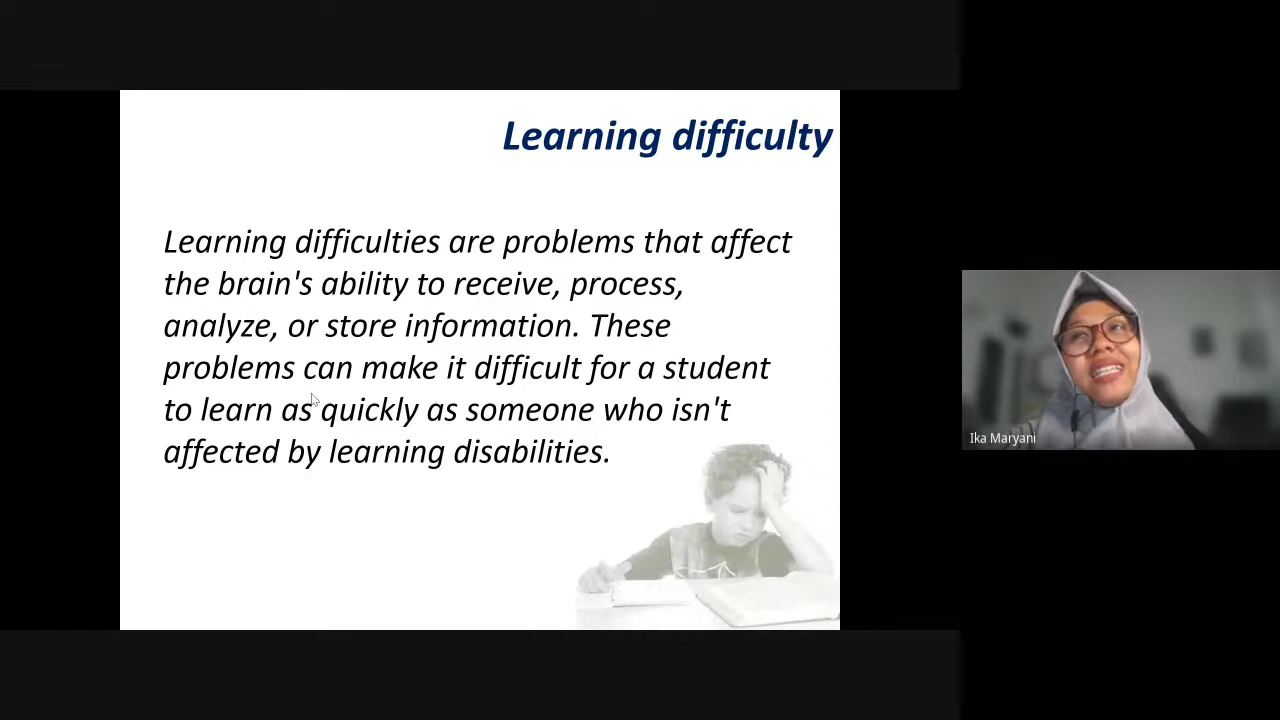 Learning difficulty
Learning difficulties are problems that affect
the brain's ability to receive, process,
analyze, or store information. These
problems can make it difficult for a student
to learn as quickly as someone who isn't
affected by learning disabilities.
Ika Maryani